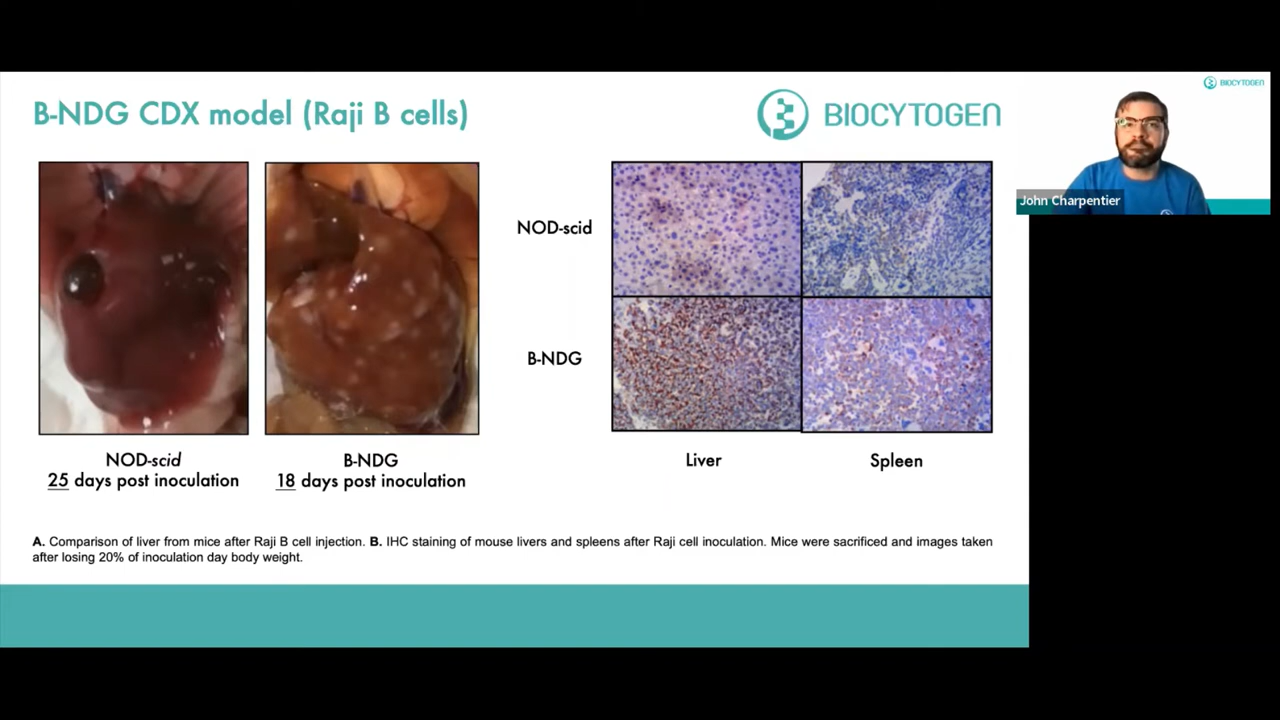 B-NDG CDX model (Raji B cells)
BIOCYTOGEN
BIOCYTOGEN
John Charpentier
NOD-scid
B-NDG
NOD-scid
25 days post inoculation
B-NDG
18 days post inoculation
Liver
Spleen
A. Comparison of liver from mice after Raji B cell injection. B. IHC staining of mouse livers and spleens after Raji cell inoculation. Mice were sacrificed and images taken
after losing 20% of inoculation day body weight.